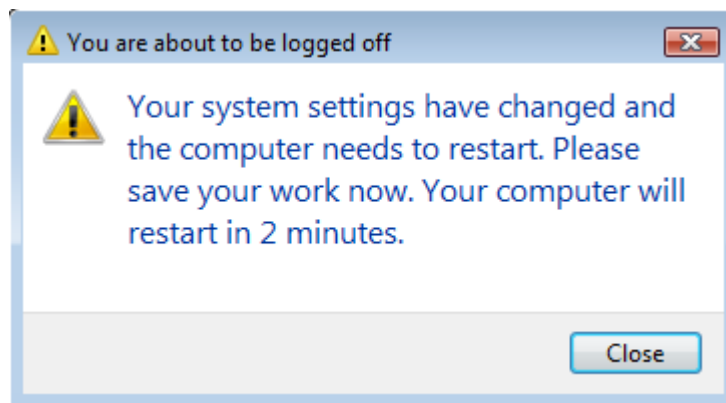 You are about to be logged off
Your system settings have changed and
the computer needs to restart. Please
save your work now. Your computer will
restart in 2 minutes.
Close